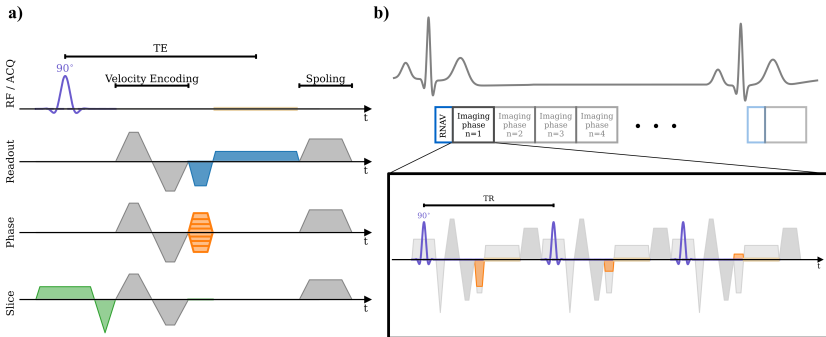 a)
RF / ACQ
TE
90°
Velocity Encoding
Spoling
t
Readout
t
Phase
t
Slice
t
b)
RNAV
Imaging
phase
n=1
Imaging
phase
n=2
Imaging
phase
n=3
Imaging
phase
n=4
TR
90°
t